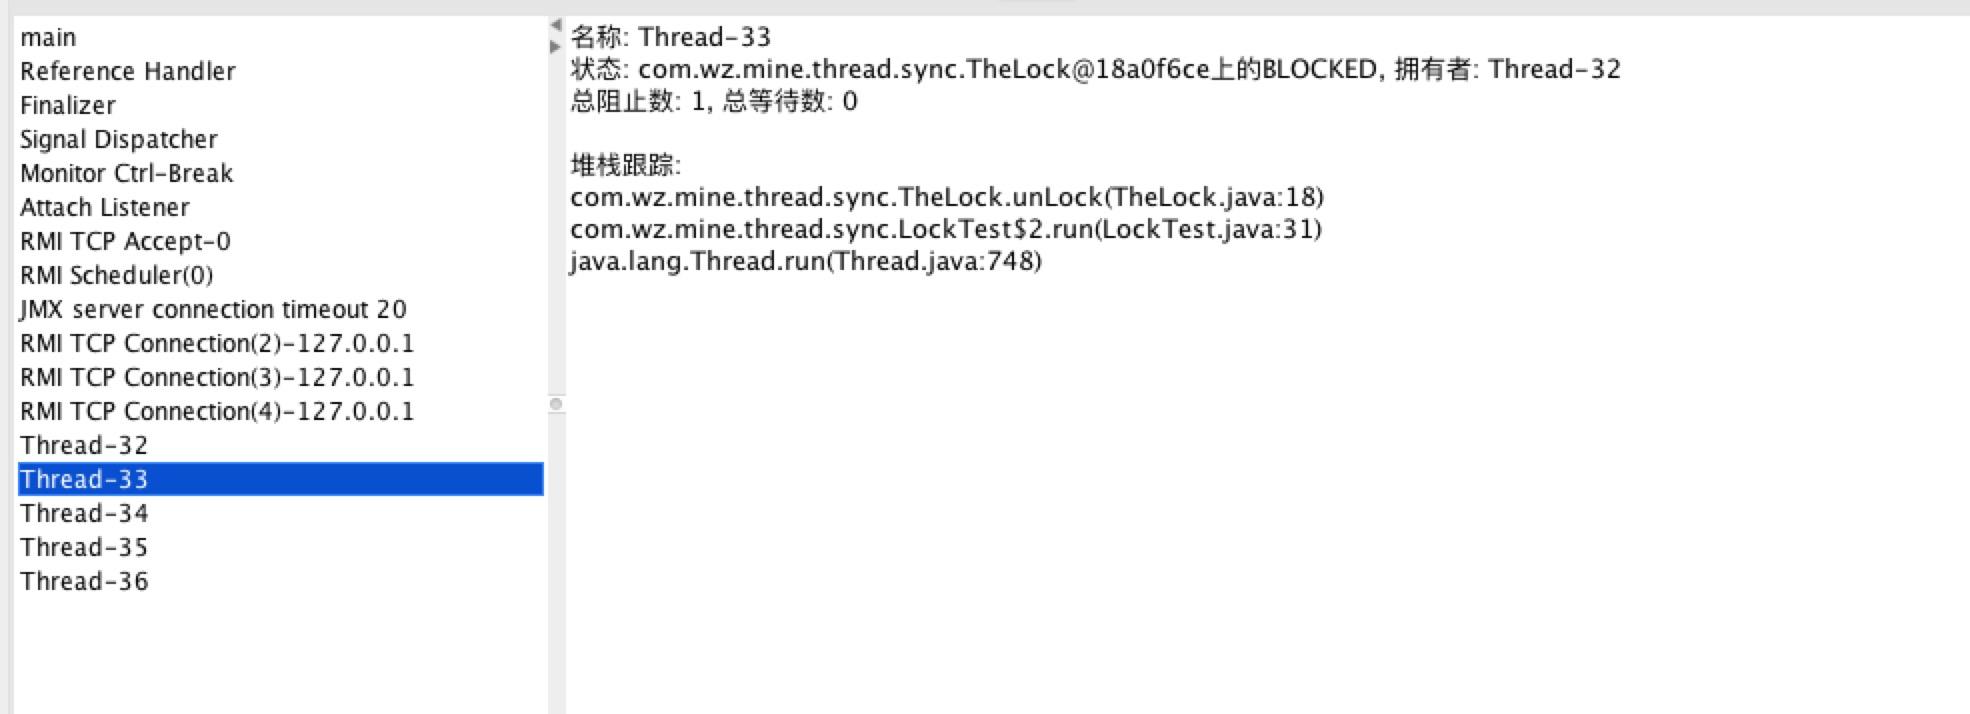 main
Reference Handler
Finalizer
Signal Dispatcher
Monitor Ctrl-Break
Attach Listener
RMI TCP Accept-0
RMI Scheduler(0)
JMX server connection timeout 20
RMI TCP Connection(2)-127.0.0.1
RMI TCP Connection(3)-127.0.0.1
RMI TCP Connection(4)-127.0.0.1
Thread-32
Thread-33
Thread-34
Thread-35
Thread-36
名称: Thread-33
状态: com.wz.mine.thread.sync.TheLock@18a0f6ce上的BLOCKED, 拥有者: Thread-32
总阻止数: 1, 总等待数: 0
堆栈跟踪:
com.wz.mine.thread.sync.TheLock.unLock(TheLock.java:18)
com.wz.mine.thread.sync.LockTest$2.run(LockTest.java:31)
java.lang.Thread.run(Thread.java:748)